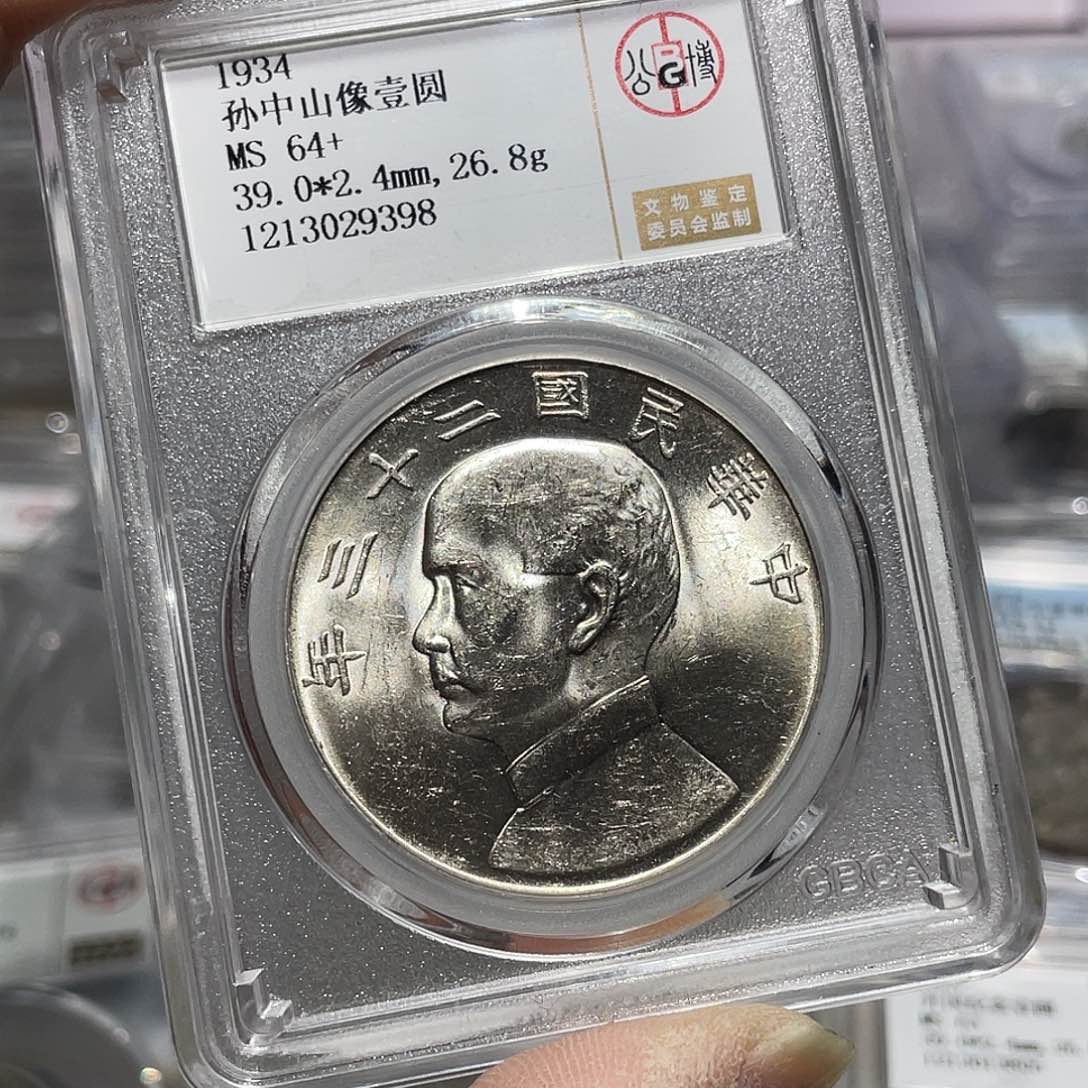 1934
孙中山像壹圆
MS 64+
39.0*2.4mm, 26.8g
1213029398
公博
文物鉴定
委员会监制
中華民國二十三年
GBCA